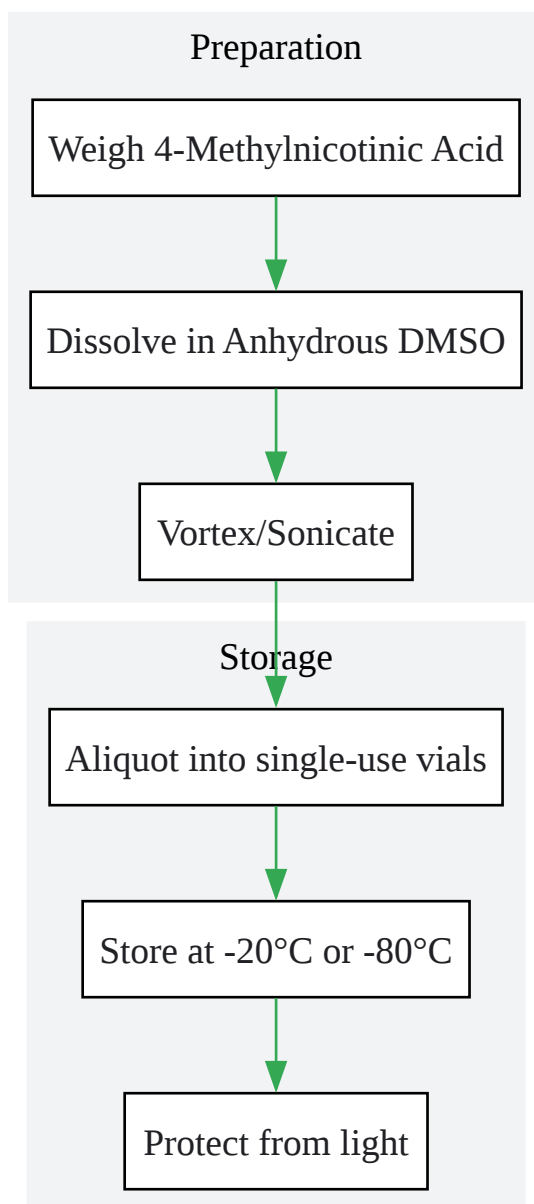 Preparation
Weigh 4-Methylnicotinic Acid
Dissolve in Anhydrous DMSO
Vortex/Sonicate
Storage
Aliquot into single-use vials
Store at -20°C or -80°C
Protect from light